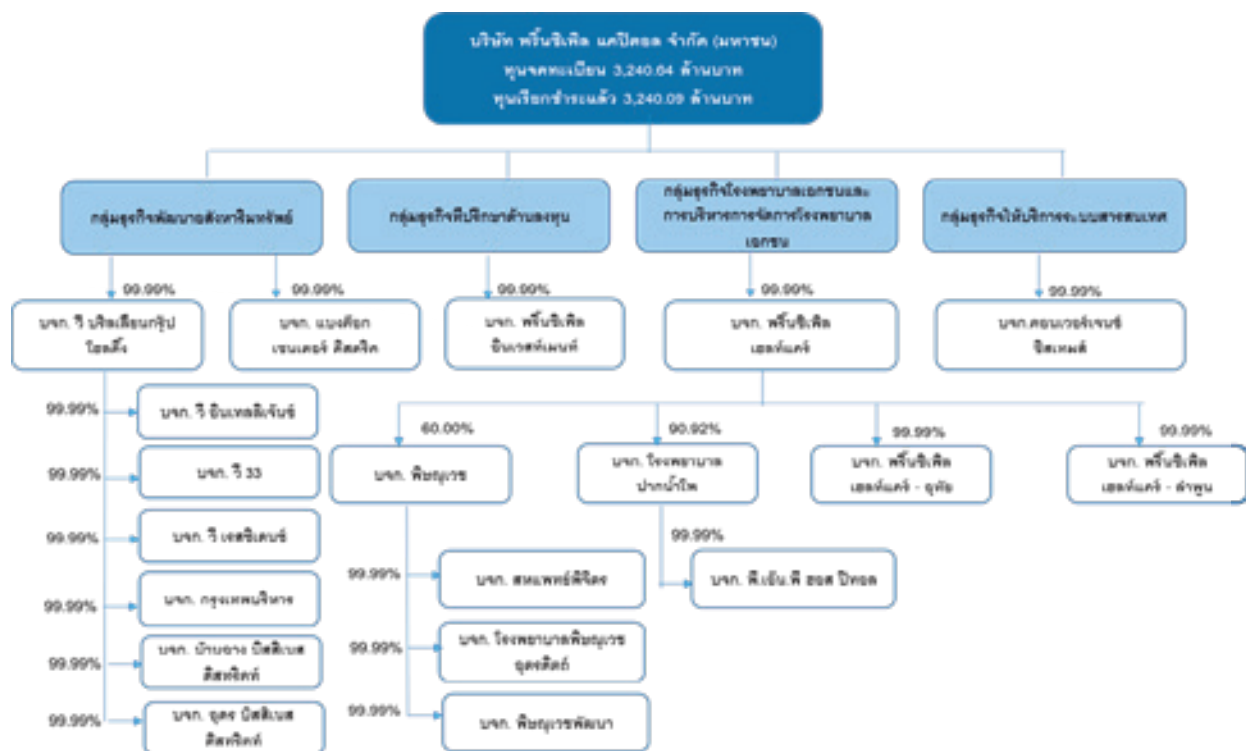 บริษัท พริ้นซิเพิล แคปิตอล จำกัด (มหาชน)
ทุนจดทะเบียน 3,240.64 ล้านบาท
ทุนเรียกชำระแล้ว 3,240.09 ล้านบาท
กลุ่มธุรกิจพัฒนาอสังหาริมทรัพย์
กลุ่มธุรกิจที่ปรึกษาด้านลงทุน
กลุ่มธุรกิจโรงพยาบาลเอกชนและ
การบริหารการจัดการโรงพยาบาล
เอกชน
กลุ่มธุรกิจให้บริการระบบสารสนเทศ
99.99%
99.99%
99.99%
99.99%
99.99%
บจก. วี บริลเลียนกรุ๊ป
โฮลดิ้ง
บจก. แบงค็อก
เซนเตอร์ ดิสตริค
บจก. พริ้นซิเพิล
อินเวสท์เมนท์
บจก. พริ้นซิเพิล
เฮลท์แคร์
บจก.คอนเวอร์เจนซ์
ซิสเทมส์
99.99%
บจก. วี อินเทลลิเจ้นซ์
99.99%
บจก. วี 33
99.99%
บจก. วี เรสซิเดนซ์
99.99%
บจก. กรุงเทพบริหาร
99.99%
บจก. บ้านฉาง บิสสิเนส
ดิสทริคท์
99.99%
บจก. อุดร บิสสิเนส
ดิสทริคท์
60.00%
บจก. พิษณุเวช
90.92%
บจก. โรงพยาบาล
ปากน้ำโพ
99.99%
บจก. พริ้นซิเพิล
เฮลท์แคร์ - อุทัย
99.99%
บจก. พริ้นซิเพิล
เฮลท์แคร์ - ลำพูน
99.99%
บจก. สหแพทย์พิจิตร
99.99%
บจก. โรงพยาบาลพิษณุเวช
อุตรดิตถ์
99.99%
บจก. พิษณุเวชพัฒนา
99.99%
บจก. พี.เอ็น.พี ฮอส ปิทอล